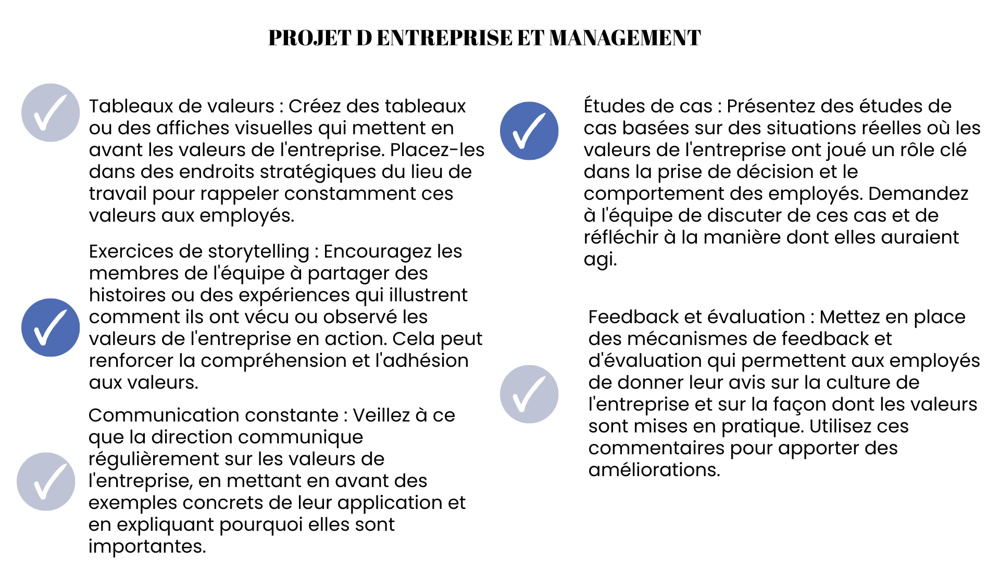 PROJET D ENTREPRISE ET MANAGEMENT
Tableaux de valeurs : Créez des tableaux
ou des affiches visuelles qui mettent en
avant les valeurs de l'entreprise. Placez-les
dans des endroits stratégiques du lieu de
travail pour rappeler constamment ces
valeurs aux employés.
Exercices de storytelling : Encouragez les
membres de l'équipe à partager des
histoires ou des expériences qui illustrent
comment ils ont vécu ou observé les
valeurs de l'entreprise en action. Cela peut
renforcer la compréhension et l'adhésion
aux valeurs.
Communication constante : Veillez à ce
que la direction communique
régulièrement sur les valeurs de
l'entreprise, en mettant en avant des
exemples concrets de leur application et
en expliquant pourquoi elles sont
importantes.
Études de cas : Présentez des études de
cas basées sur des situations réelles où les
valeurs de l'entreprise ont joué un rôle clé
dans la prise de décision et le
comportement des employés. Demandez
à l'équipe de discuter de ces cas et de
réfléchir à la manière dont elles auraient
agi.
Feedback et évaluation : Mettez en place
des mécanismes de feedback et
d'évaluation qui permettent aux employés
de donner leur avis sur la culture de
l'entreprise et sur la façon dont les valeurs
sont mises en pratique. Utilisez ces
commentaires pour apporter des
améliorations.